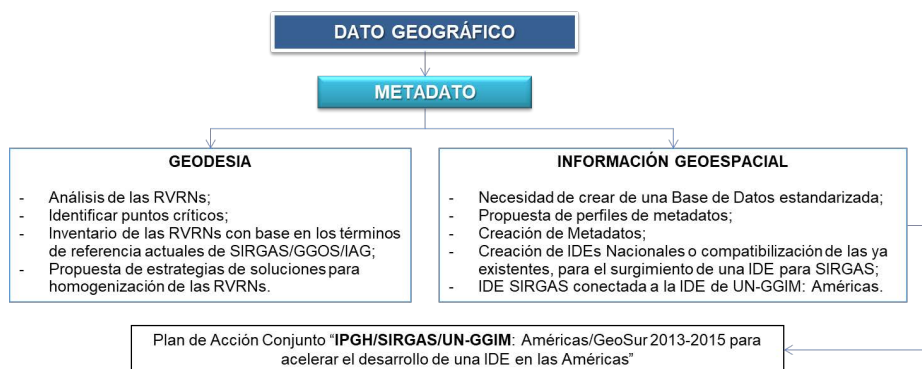 DATO GEOGRÁFICO
METADATO
GEODESIA
- Análisis de las RVRNs;
- Identificar puntos críticos;
- Inventario de las RVRNs con base en los términos
de referencia actuales de SIRGAS/GGOS/IAG;
- Propuesta de estrategias de soluciones para
homogenización de las RVRNs.
INFORMACIÓN GEOESPACIAL
- Necesidad de crear de una Base de Datos estandarizada;
- Propuesta de perfiles de metadatos;
- Creación de Metadatos;
- Creación de IDEs Nacionales o compatibilización de las ya
existentes, para el surgimiento de una IDE para SIRGAS;
- IDE SIRGAS conectada a la IDE de UN-GGIM: Américas.
Plan de Acción Conjunto “IPGH/SIRGAS/UN-GGIM: Américas/GeoSur 2013-2015 para
acelerar el desarrollo de una IDE en las Américas”